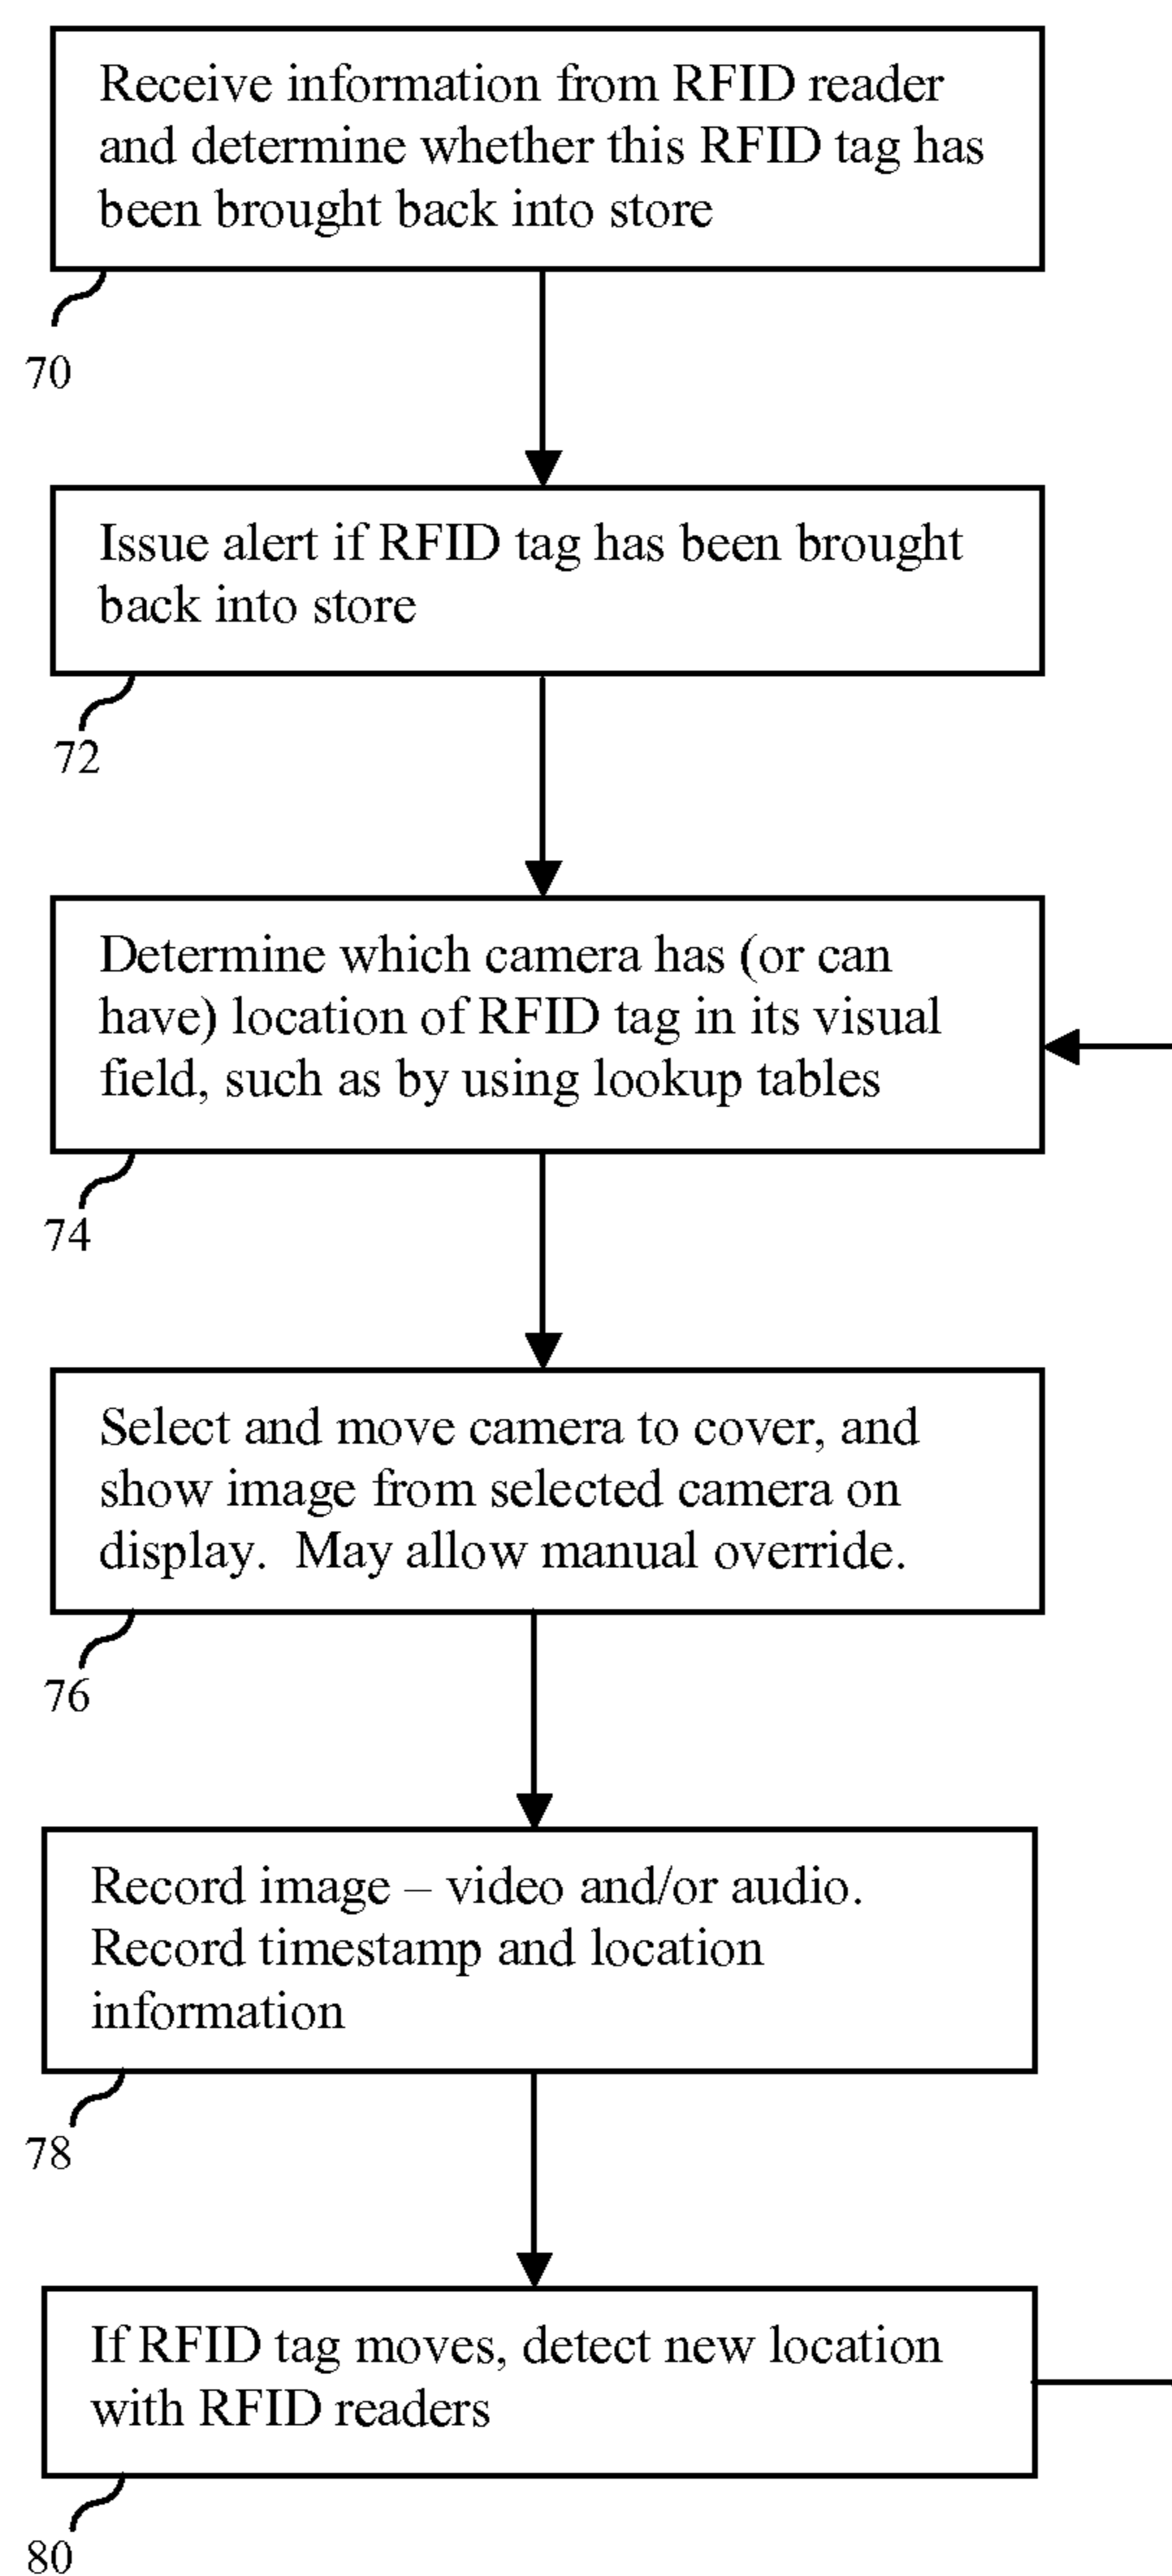 Receive information from RFID reader
and determine whether this RFID tag has
been brought back into store
70
Issue alert if RFID tag has been brought
back into store
72
Determine which camera has (or can
have) location of RFID tag in its visual
field, such as by using lookup tables
74
Select and move camera to cover, and
show image from selected camera on
display.  May allow manual override.
76
Record image – video and/or audio.
Record timestamp and location
information
78
If RFID tag moves, detect new location
with RFID readers
80